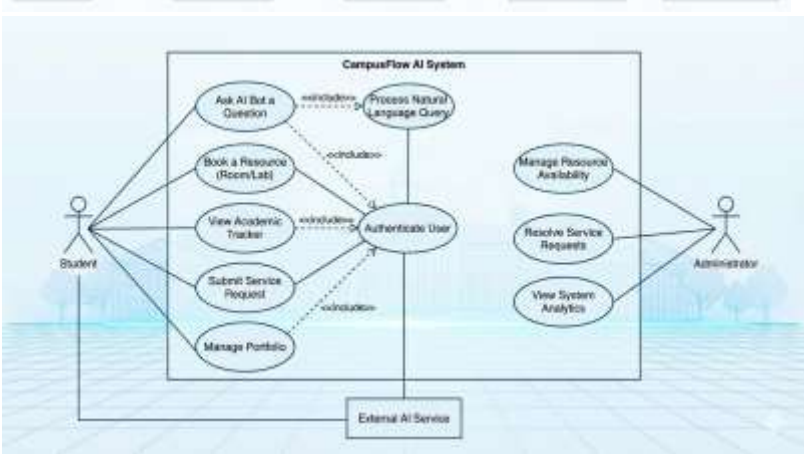 CampusFlow AI System
Ask AI Bot a
Question
<<include>>
Process Natural
Language Query
<<include>>
Book a Resource
(Room/Lab)
Manage Resource
Availability
View Academic
Tracker
<<include>>
Authenticate User
Resolve Service
Requests
Student
Administrator
Submit Service
Request
<<include>>
View System
Analytics
Manage Portfolio
External AI Service